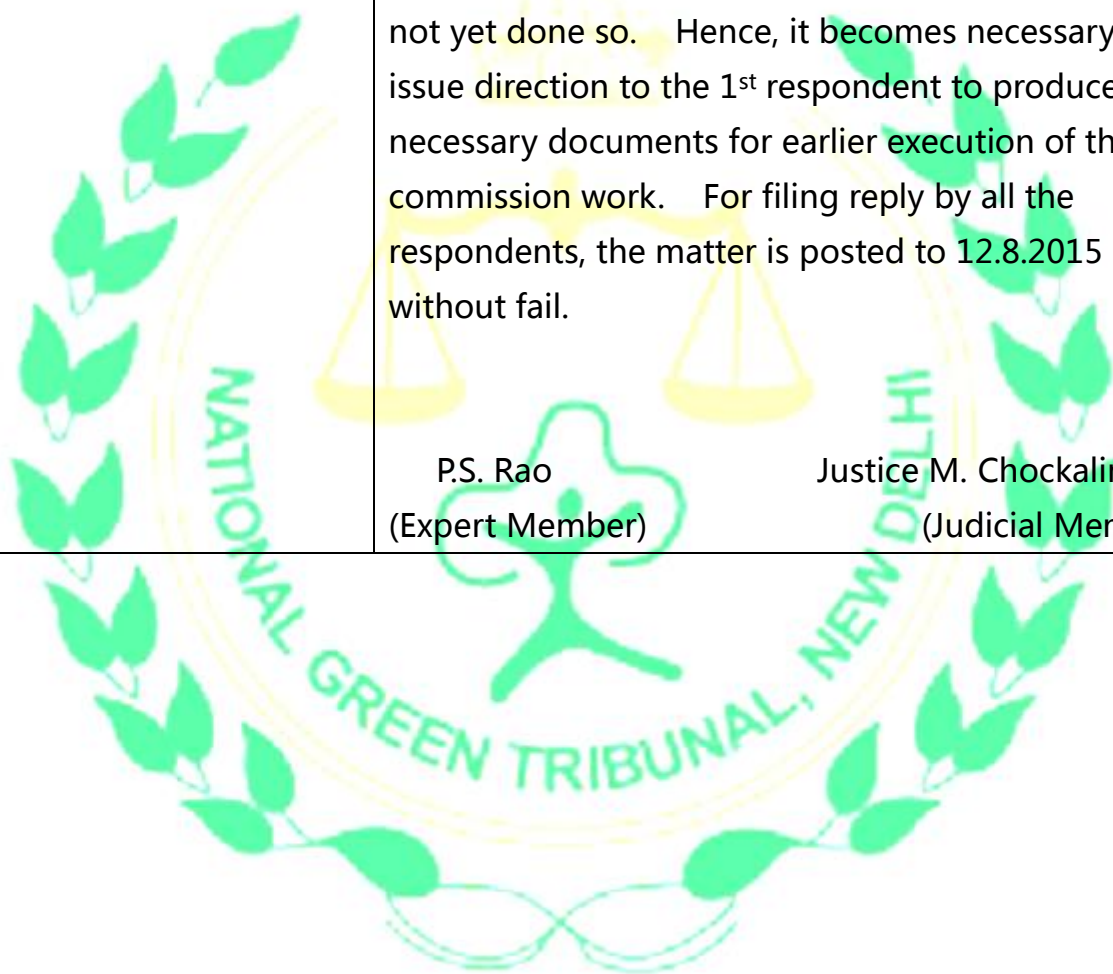 not yet done so. Hence, it becomes necessary
issue direction to the 1st respondent to produce
necessary documents for earlier execution of th
commission work. For filing reply by all the
respondents, the matter is posted to 12.8.2015
without fail.
P.S. Rao Justice M. Chockalin
(Expert Member) (Judicial Mem
NATIONAL GREEN TRIBUNAL, NEW DELHI